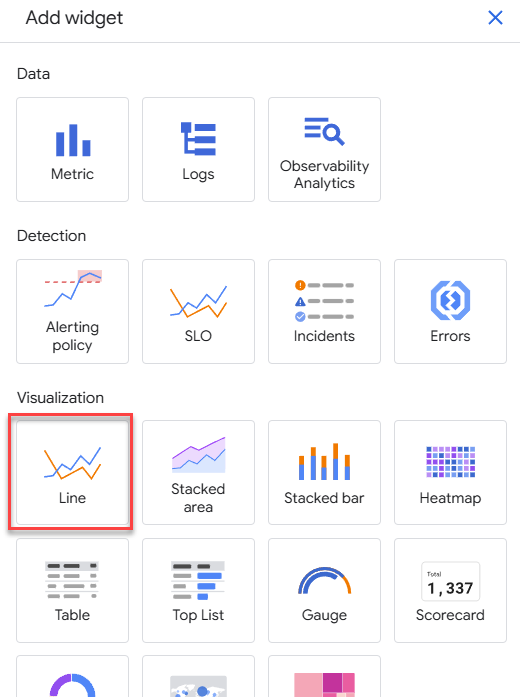 Add widget
Data
Metric
Logs
Observability
Analytics
Detection
Alerting
policy
SLO
Incidents
Errors
Visualization
Line
Stacked
area
Stacked bar
Heatmap
Table
Top List
Gauge
Total
1,337
Scorecard